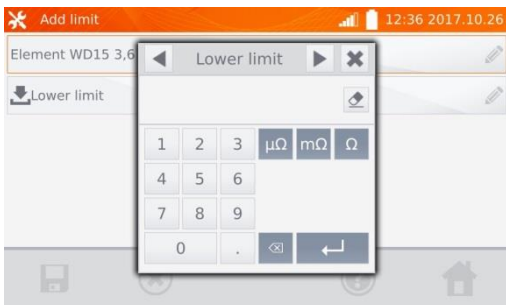 Add limit
12:36 2017.10.26
Element WD15 3,6
Lower limit
Lower limit
1 2 3 µΩ mΩ Ω
4 5 6
7 8 9
0 .